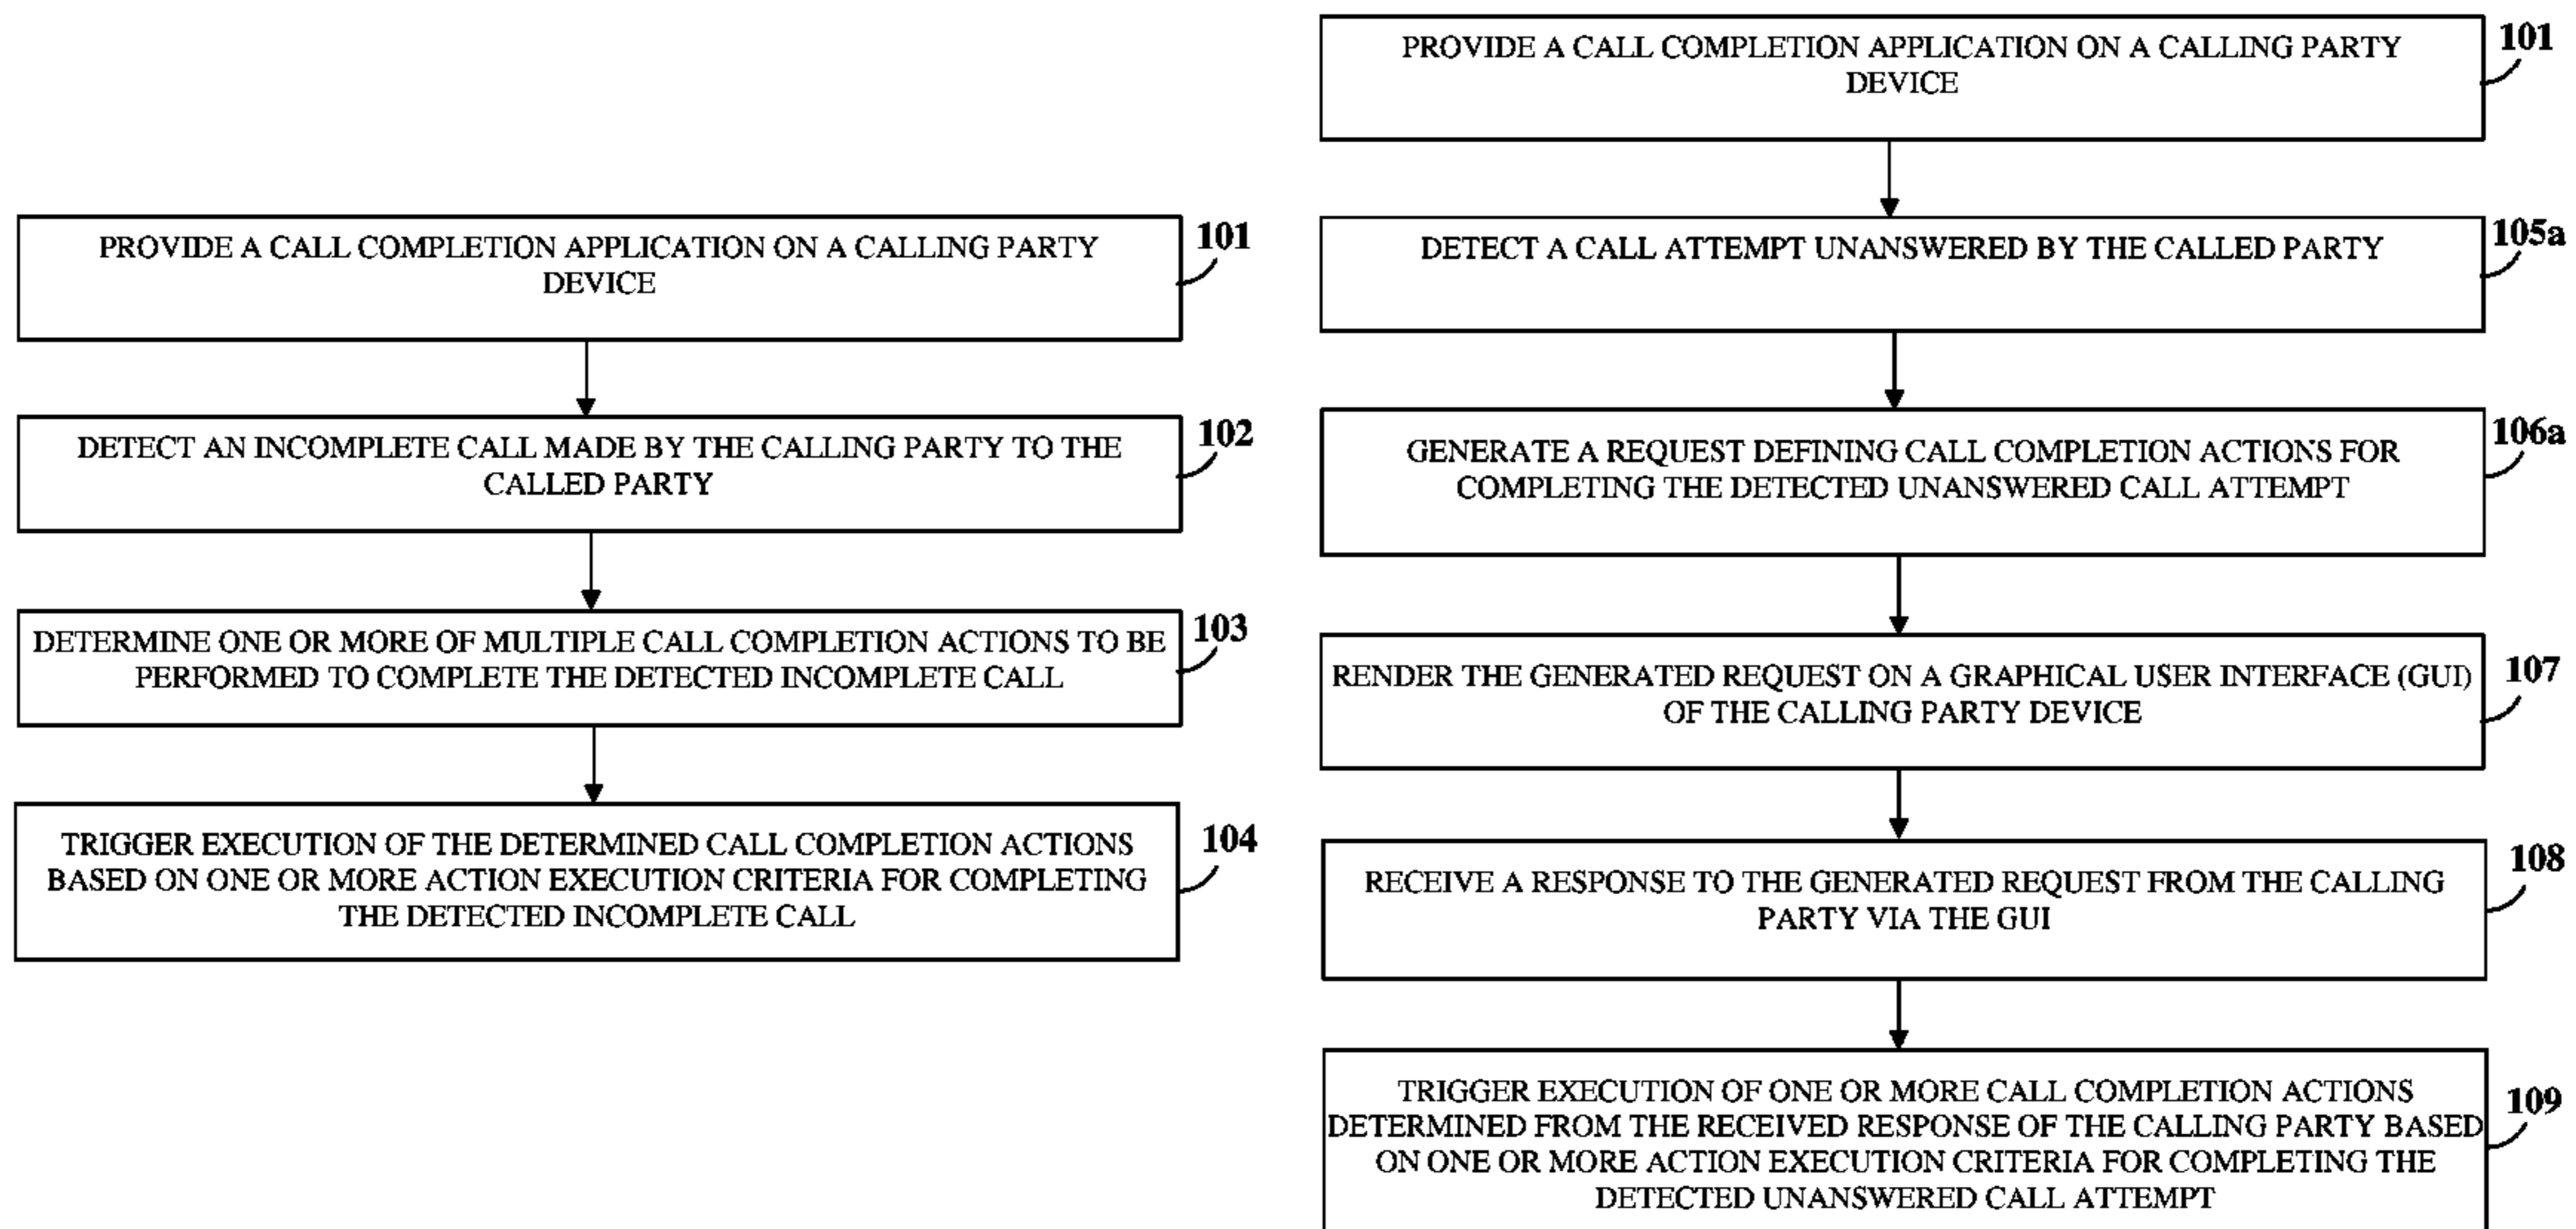 PROVIDE A CALL COMPLETION APPLICATION ON A CALLING PARTY
DEVICE
101
DETECT AN INCOMPLETE CALL MADE BY THE CALLING PARTY TO THE
CALLED PARTY
102
DETERMINE ONE OR MORE OF MULTIPLE CALL COMPLETION ACTIONS TO BE
PERFORMED TO COMPLETE THE DETECTED INCOMPLETE CALL
103
TRIGGER EXECUTION OF THE DETERMINED CALL COMPLETION ACTIONS
BASED ON ONE OR MORE ACTION EXECUTION CRITERIA FOR COMPLETING
THE DETECTED INCOMPLETE CALL
104
PROVIDE A CALL COMPLETION APPLICATION ON A CALLING PARTY
DEVICE
101
DETECT A CALL ATTEMPT UNANSWERED BY THE CALLED PARTY
105a
GENERATE A REQUEST DEFINING CALL COMPLETION ACTIONS FOR
COMPLETING THE DETECTED UNANSWERED CALL ATTEMPT
106a
RENDER THE GENERATED REQUEST ON A GRAPHICAL USER INTERFACE (GUI)
OF THE CALLING PARTY DEVICE
107
RECEIVE A RESPONSE TO THE GENERATED REQUEST FROM THE CALLING
PARTY VIA THE GUI
108
TRIGGER EXECUTION OF ONE OR MORE CALL COMPLETION ACTIONS
DETERMINED FROM THE RECEIVED RESPONSE OF THE CALLING PARTY BASED
ON ONE OR MORE ACTION EXECUTION CRITERIA FOR COMPLETING THE
DETECTED UNANSWERED CALL ATTEMPT
109